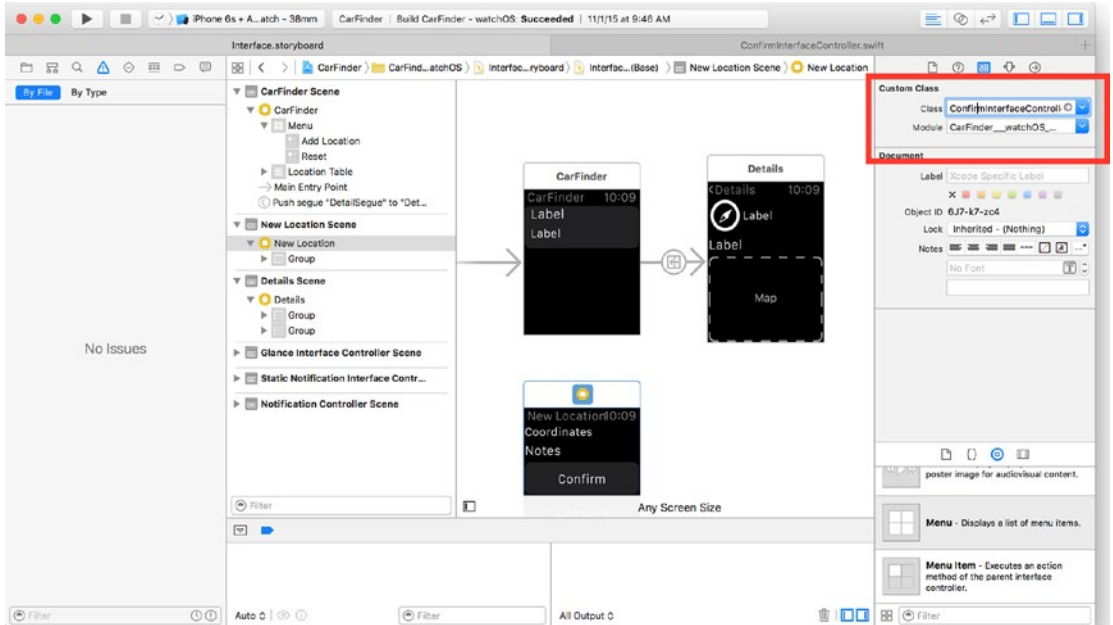 iPhone 6s + A...atch - 38mm
CarFinder | Build CarFinder - watchOS: Succeeded | 11/1/15 at 9:46 AM
Interface.storyboard
ConfirmInterfaceController.swift
CarFinder
CarFind...atchOS
Interfac...ryboard
Interfac...(Base)
New Location Scene
New Location
By File
By Type
No Issues
Filter
CarFinder Scene
CarFinder
Menu
Add Location
Reset
Location Table
Main Entry Point
Push segue "DetailSegue" to "Det...
New Location Scene
New Location
Group
Details Scene
Details
Group
Group
Glance Interface Controller Scene
Static Notification Interface Contr...
Notification Controller Scene
Filter
CarFinder
CarFinder 10:09
Label
Label
Details
<Details 10:09
Label
Label
Map
New Location10:09
Coordinates
Notes
Confirm
Any Screen Size
Auto
Filter
All Output
Custom Class
Class ConfirmInterfaceControll
Module CarFinder__watchOS_...
Document
Label Xcode Specific Label
Object ID 6J7-k7-zc4
Lock Inherited - (Nothing)
Notes
No Font
poster image for audiovisual content.
Menu - Displays a list of menu items.
Menu Item - Executes an action
method of the parent interface
controller.
Filter